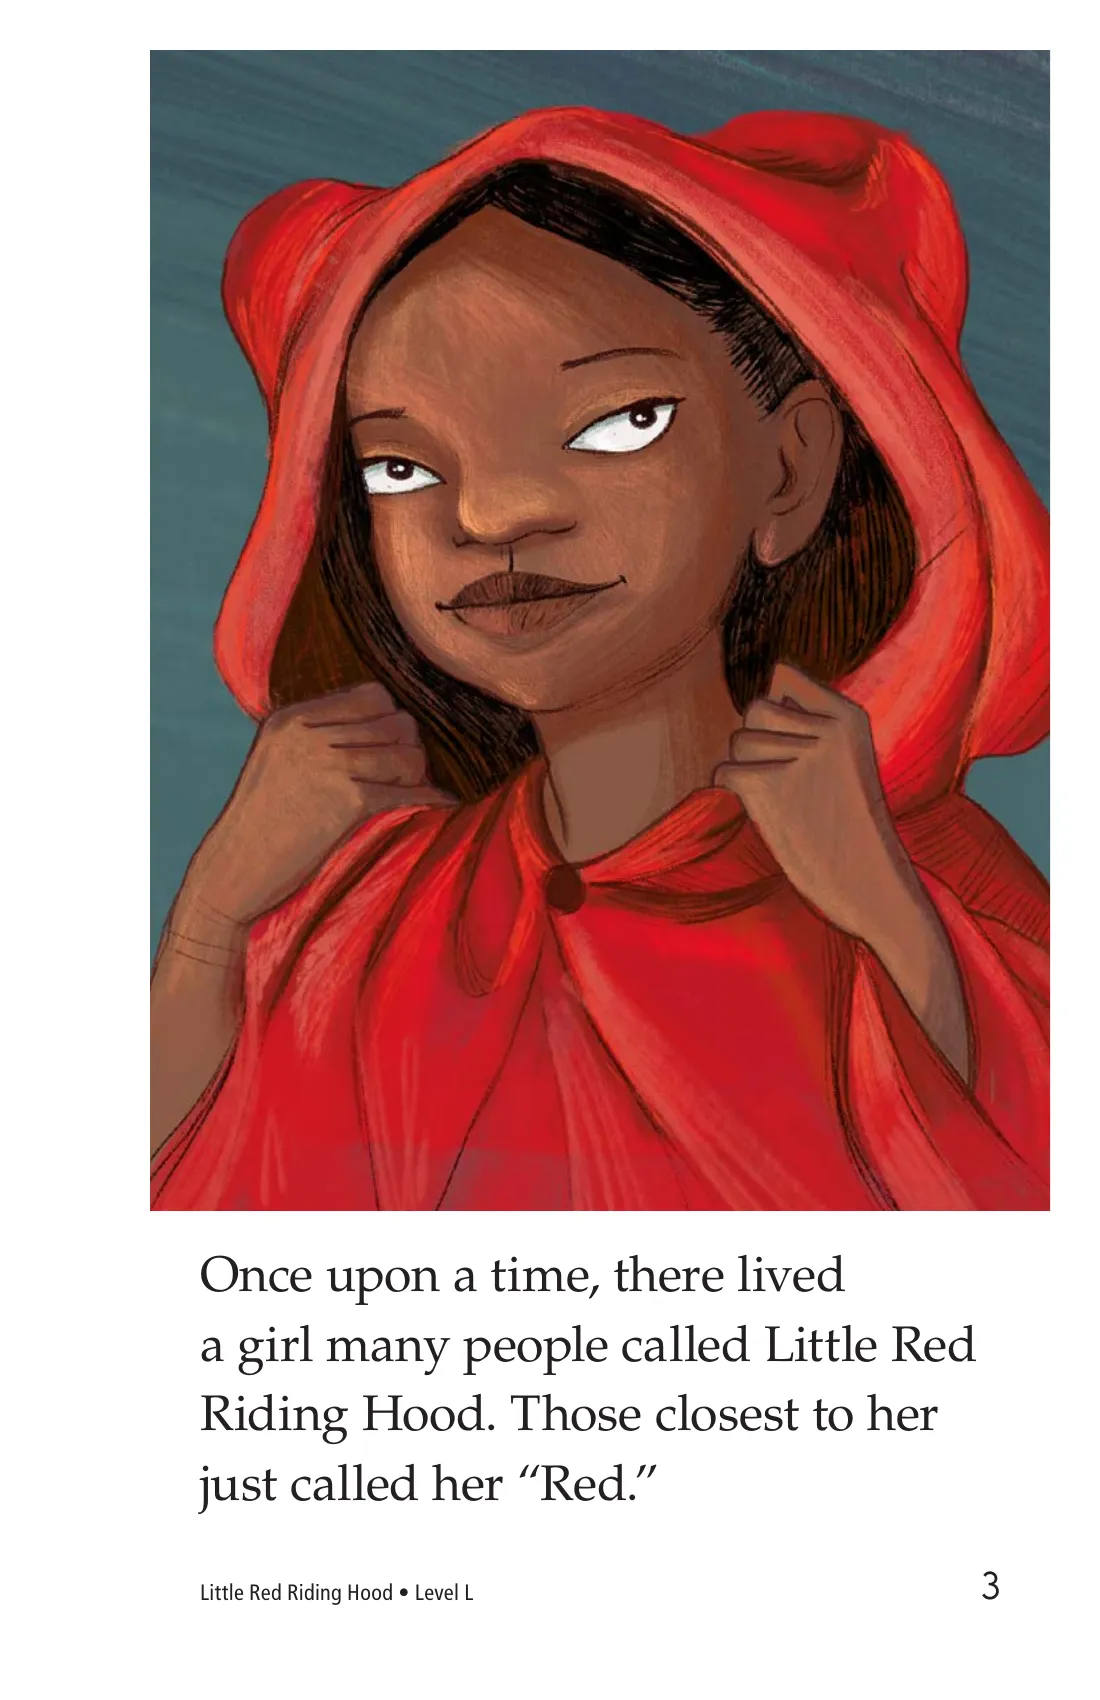 Once upon a time, there lived
a girl many people called Little Red
Riding Hood. Those closest to her
just called her “Red.”
Little Red Riding Hood • Level L
3